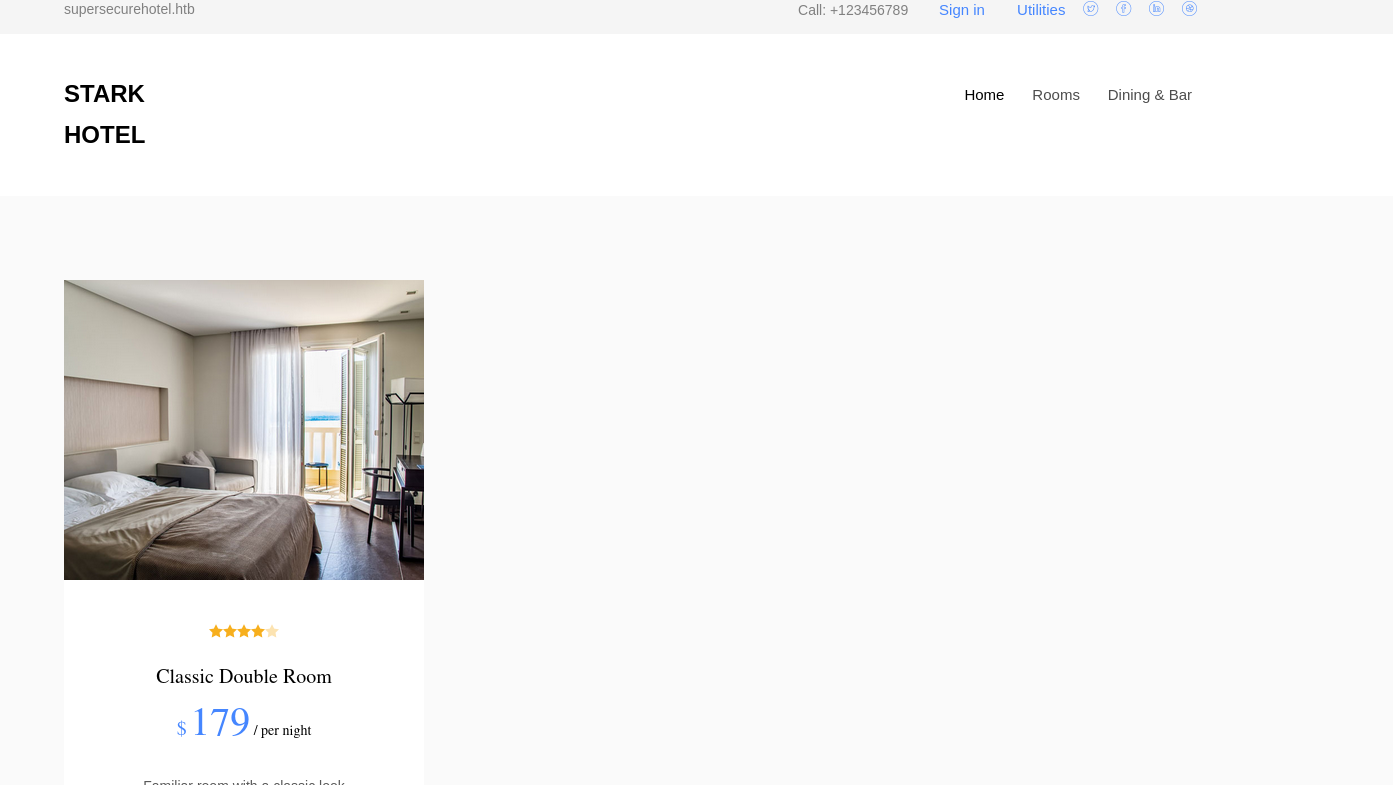 supersecurehotel.htb
Call: +123456789 Sign in Utilities
STARK
HOTEL
Home Rooms Dining & Bar
Classic Double Room
$ 179 / per night
Familiar room with a classic look